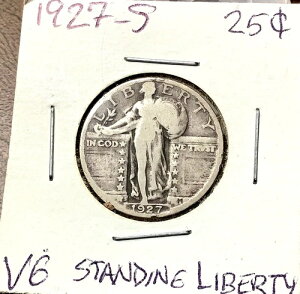 1927-S 25¢
LIBERTY
IN GOD WE TRUST
1927
VG STANDING LIBERTY